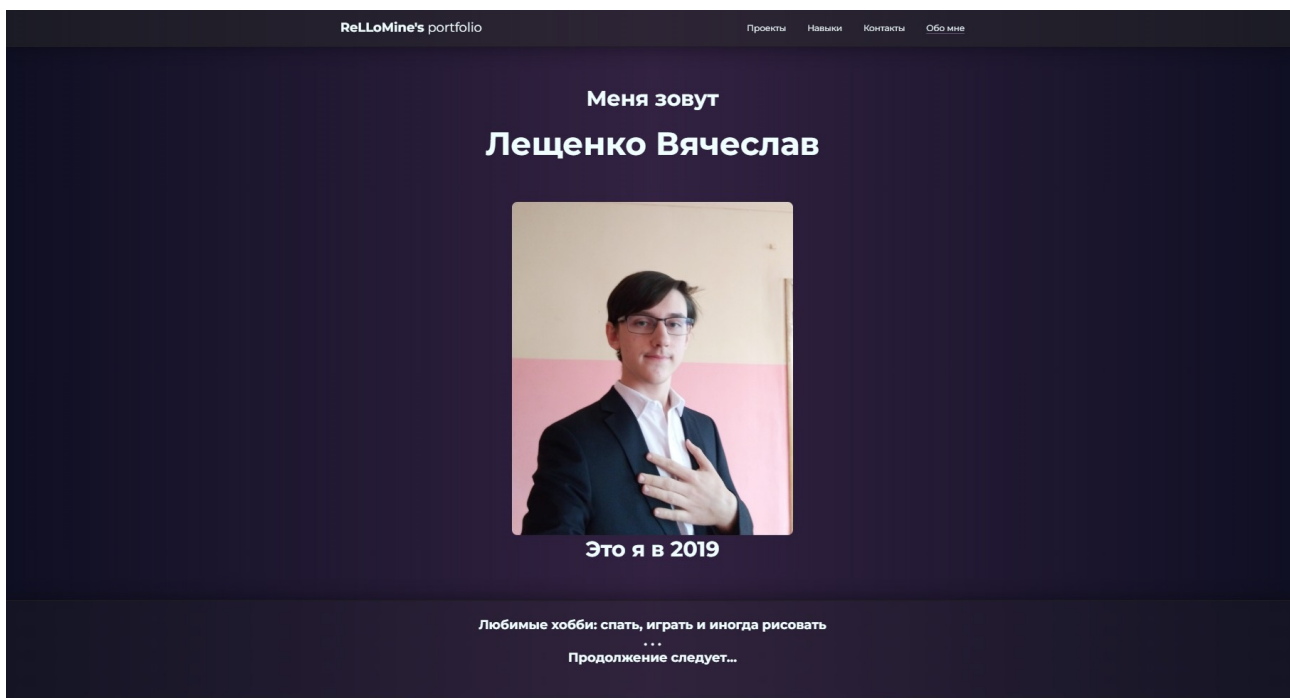 ReLLoMine's portfolio
Проекты Навыки Контакты Обо мне
Меня зовут
Лещенко Вячеслав
Это я в 2019
Любимые хобби: спать, играть и иногда рисовать
...
Продолжение следует...